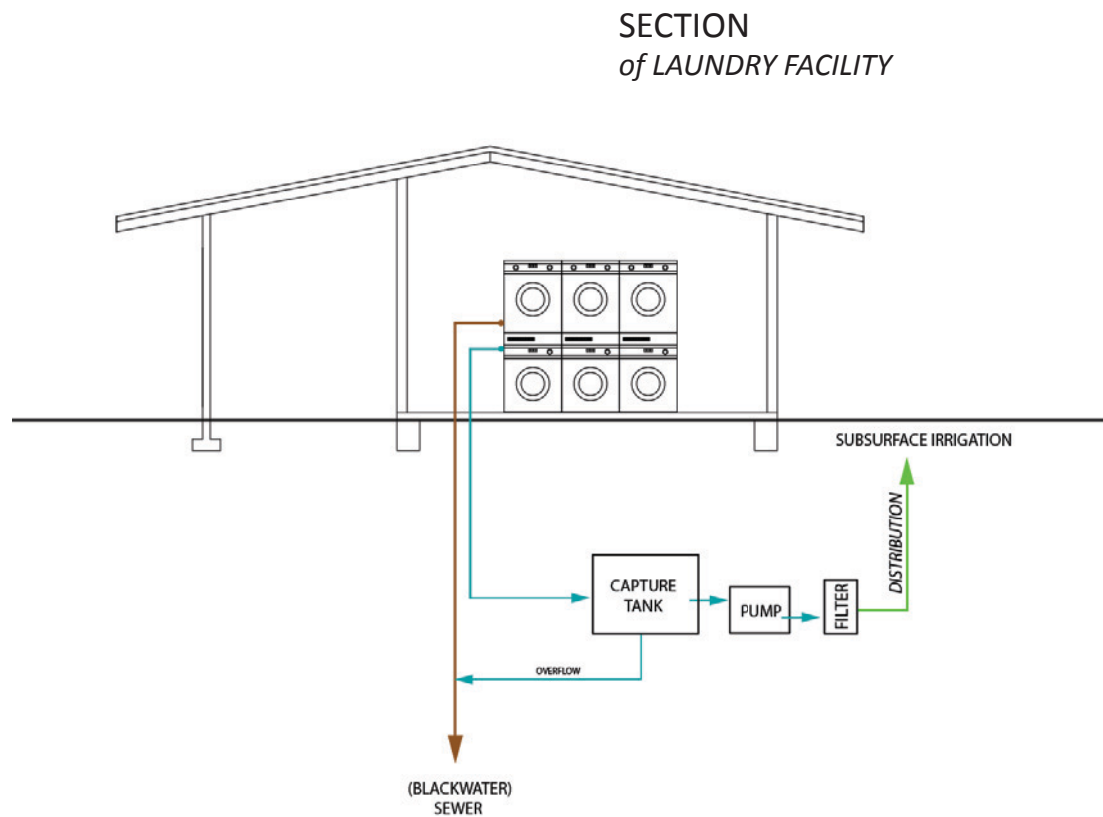 SECTION
of LAUNDRY FACILITY
SUBSURFACE IRRIGATION
DISTRIBUTION
CAPTURE
TANK
PUMP
FILTER
OVERFLOW
(BLACKWATER)
SEWER